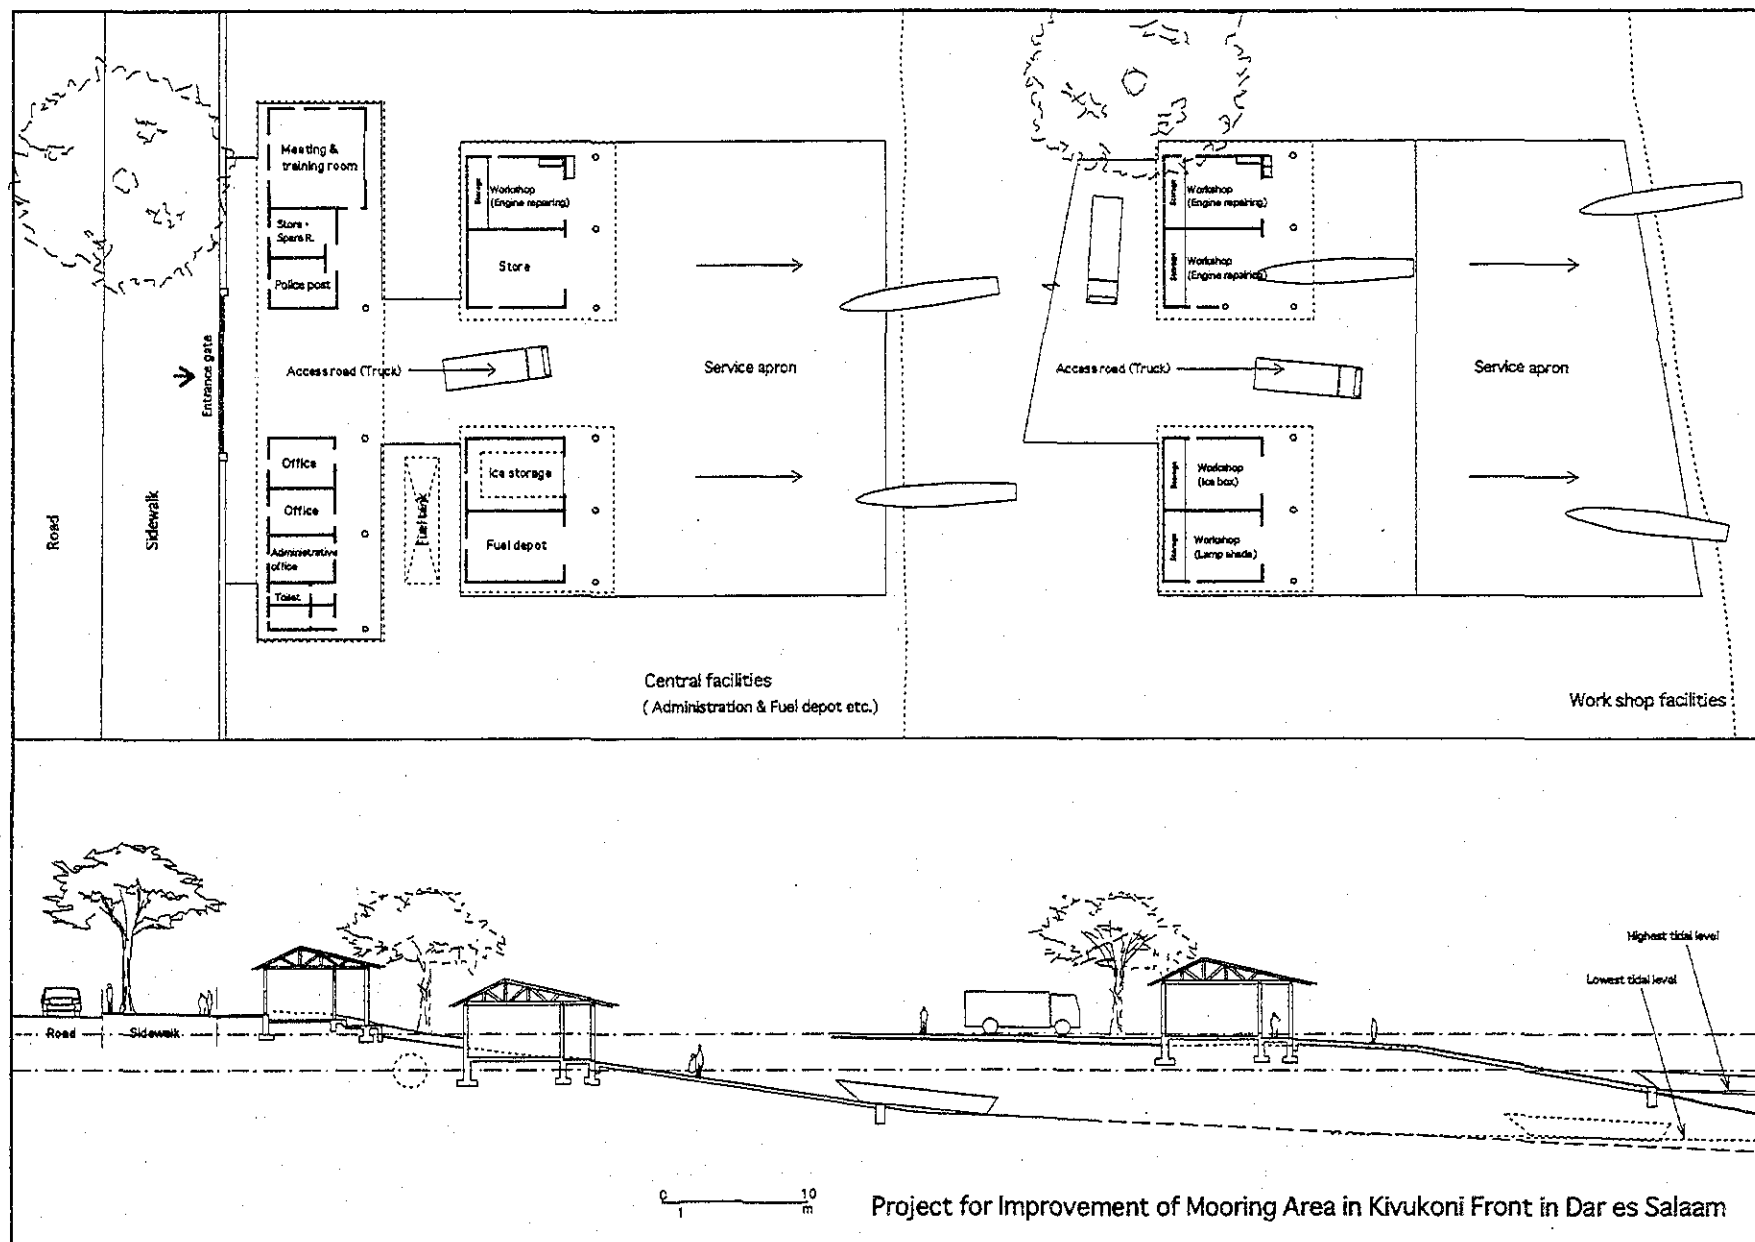 Meeting &
training room
Store •
Spare R.
Police post
Storage
Workshop
(Engine repairing)
Store
Entrance gate
Access road (Truck)
Service apron
Road
Sidewalk
Office
Office
Administrative
office
Toilet
Fuel tank
Ice storage
Fuel depot
Central facilities
( Administration & Fuel depot etc.)
Storage
Workshop
(Engine repairing)
Storage
Workshop
(Engine repairing)
Access road (Truck)
Service apron
Storage
Workshop
(Ice box)
Storage
Workshop
(Lamp shade)
Work shop facilities
Highest tidal level
Lowest tidal level
Road
Sidewalk
0 10
1 m
Project for Improvement of Mooring Area in Kivukoni Front in Dar es Salaam